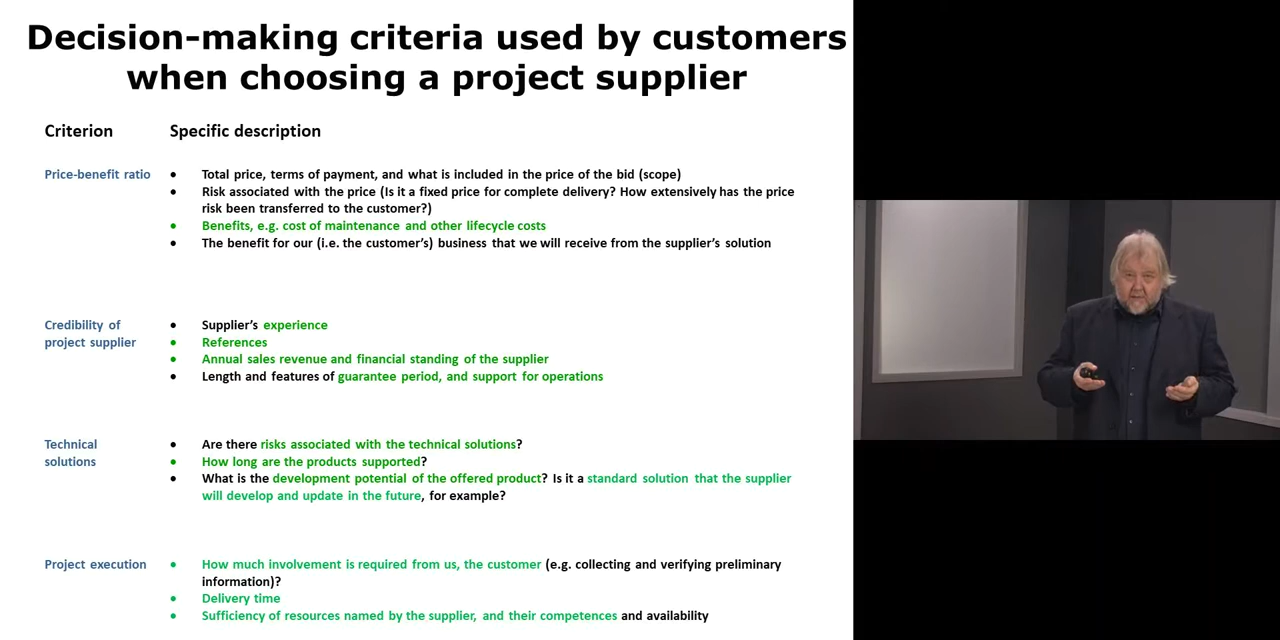 Decision-making criteria used by customers
when choosing a project supplier
Criterion
Specific description
Price-benefit ratio
• Total price, terms of payment, and what is included in the price of the bid (scope)
• Risk associated with the price (Is it a fixed price for complete delivery? How extensively has the price
risk been transferred to the customer?)
• Benefits, e.g. cost of maintenance and other lifecycle costs
• The benefit for our (i.e. the customer's) business that we will receive from the supplier's solution
Credibility of
project supplier
• Supplier's experience
• References
• Annual sales revenue and financial standing of the supplier
• Length and features of guarantee period, and support for operations
Technical
solutions
• Are there risks associated with the technical solutions?
• How long are the products supported?
• What is the development potential of the offered product? Is it a standard solution that the supplier
will develop and update in the future, for example?
Project execution
• How much involvement is required from us, the customer (e.g. collecting and verifying preliminary
information)?
• Delivery time
• Sufficiency of resources named by the supplier, and their competences and availability